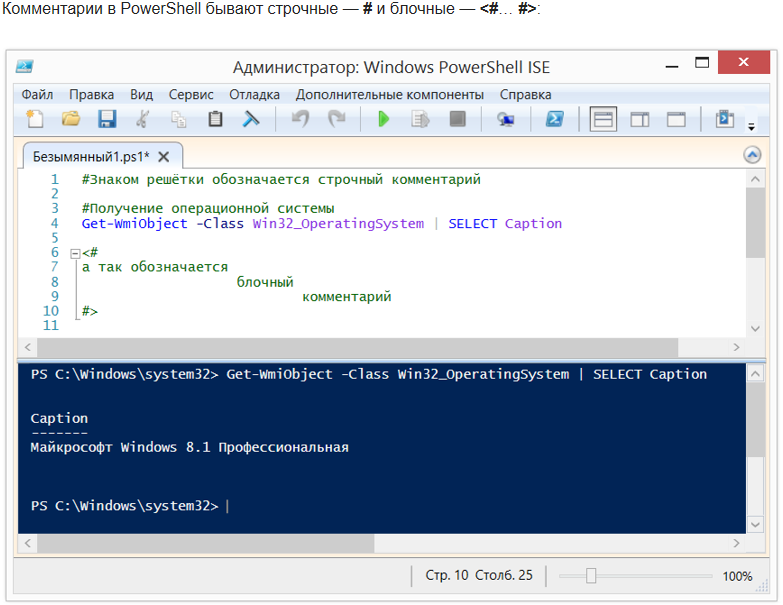 Комментарии в PowerShell бывают строчные — # и блочные — <#... #>:
Администратор: Windows PowerShell ISE
Файл Правка Вид Сервис Отладка Дополнительные компоненты Справка
Безымянный1.ps1*
1 #Знаком решётки обозначается строчный комментарий
2
3 #Получение операционной системы
4 Get-WmiObject -Class Win32_OperatingSystem | SELECT Caption
5
6 <#
7 а так обозначается
8 блочный
9 комментарий
10 #>
11
PS C:\Windows\system32> Get-WmiObject -Class Win32_OperatingSystem | SELECT Caption
Caption
-------
Майкрософт Windows 8.1 Профессиональная
PS C:\Windows\system32>
Стр. 10 Столб. 25 100%